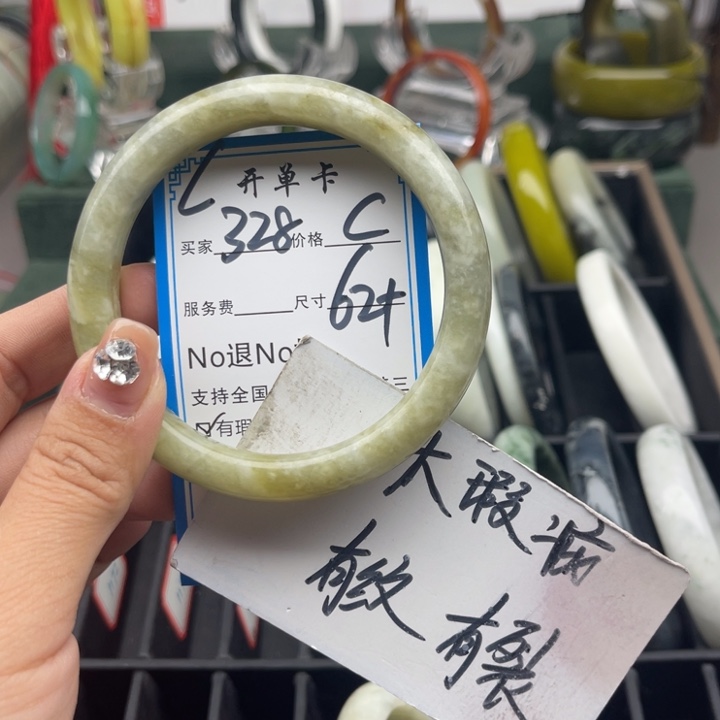 L 开单卡
买家 328 价格 C
服务费 尺寸 62+
No退No
支持全国
有瑕
大瑕疵
有纹
有裂